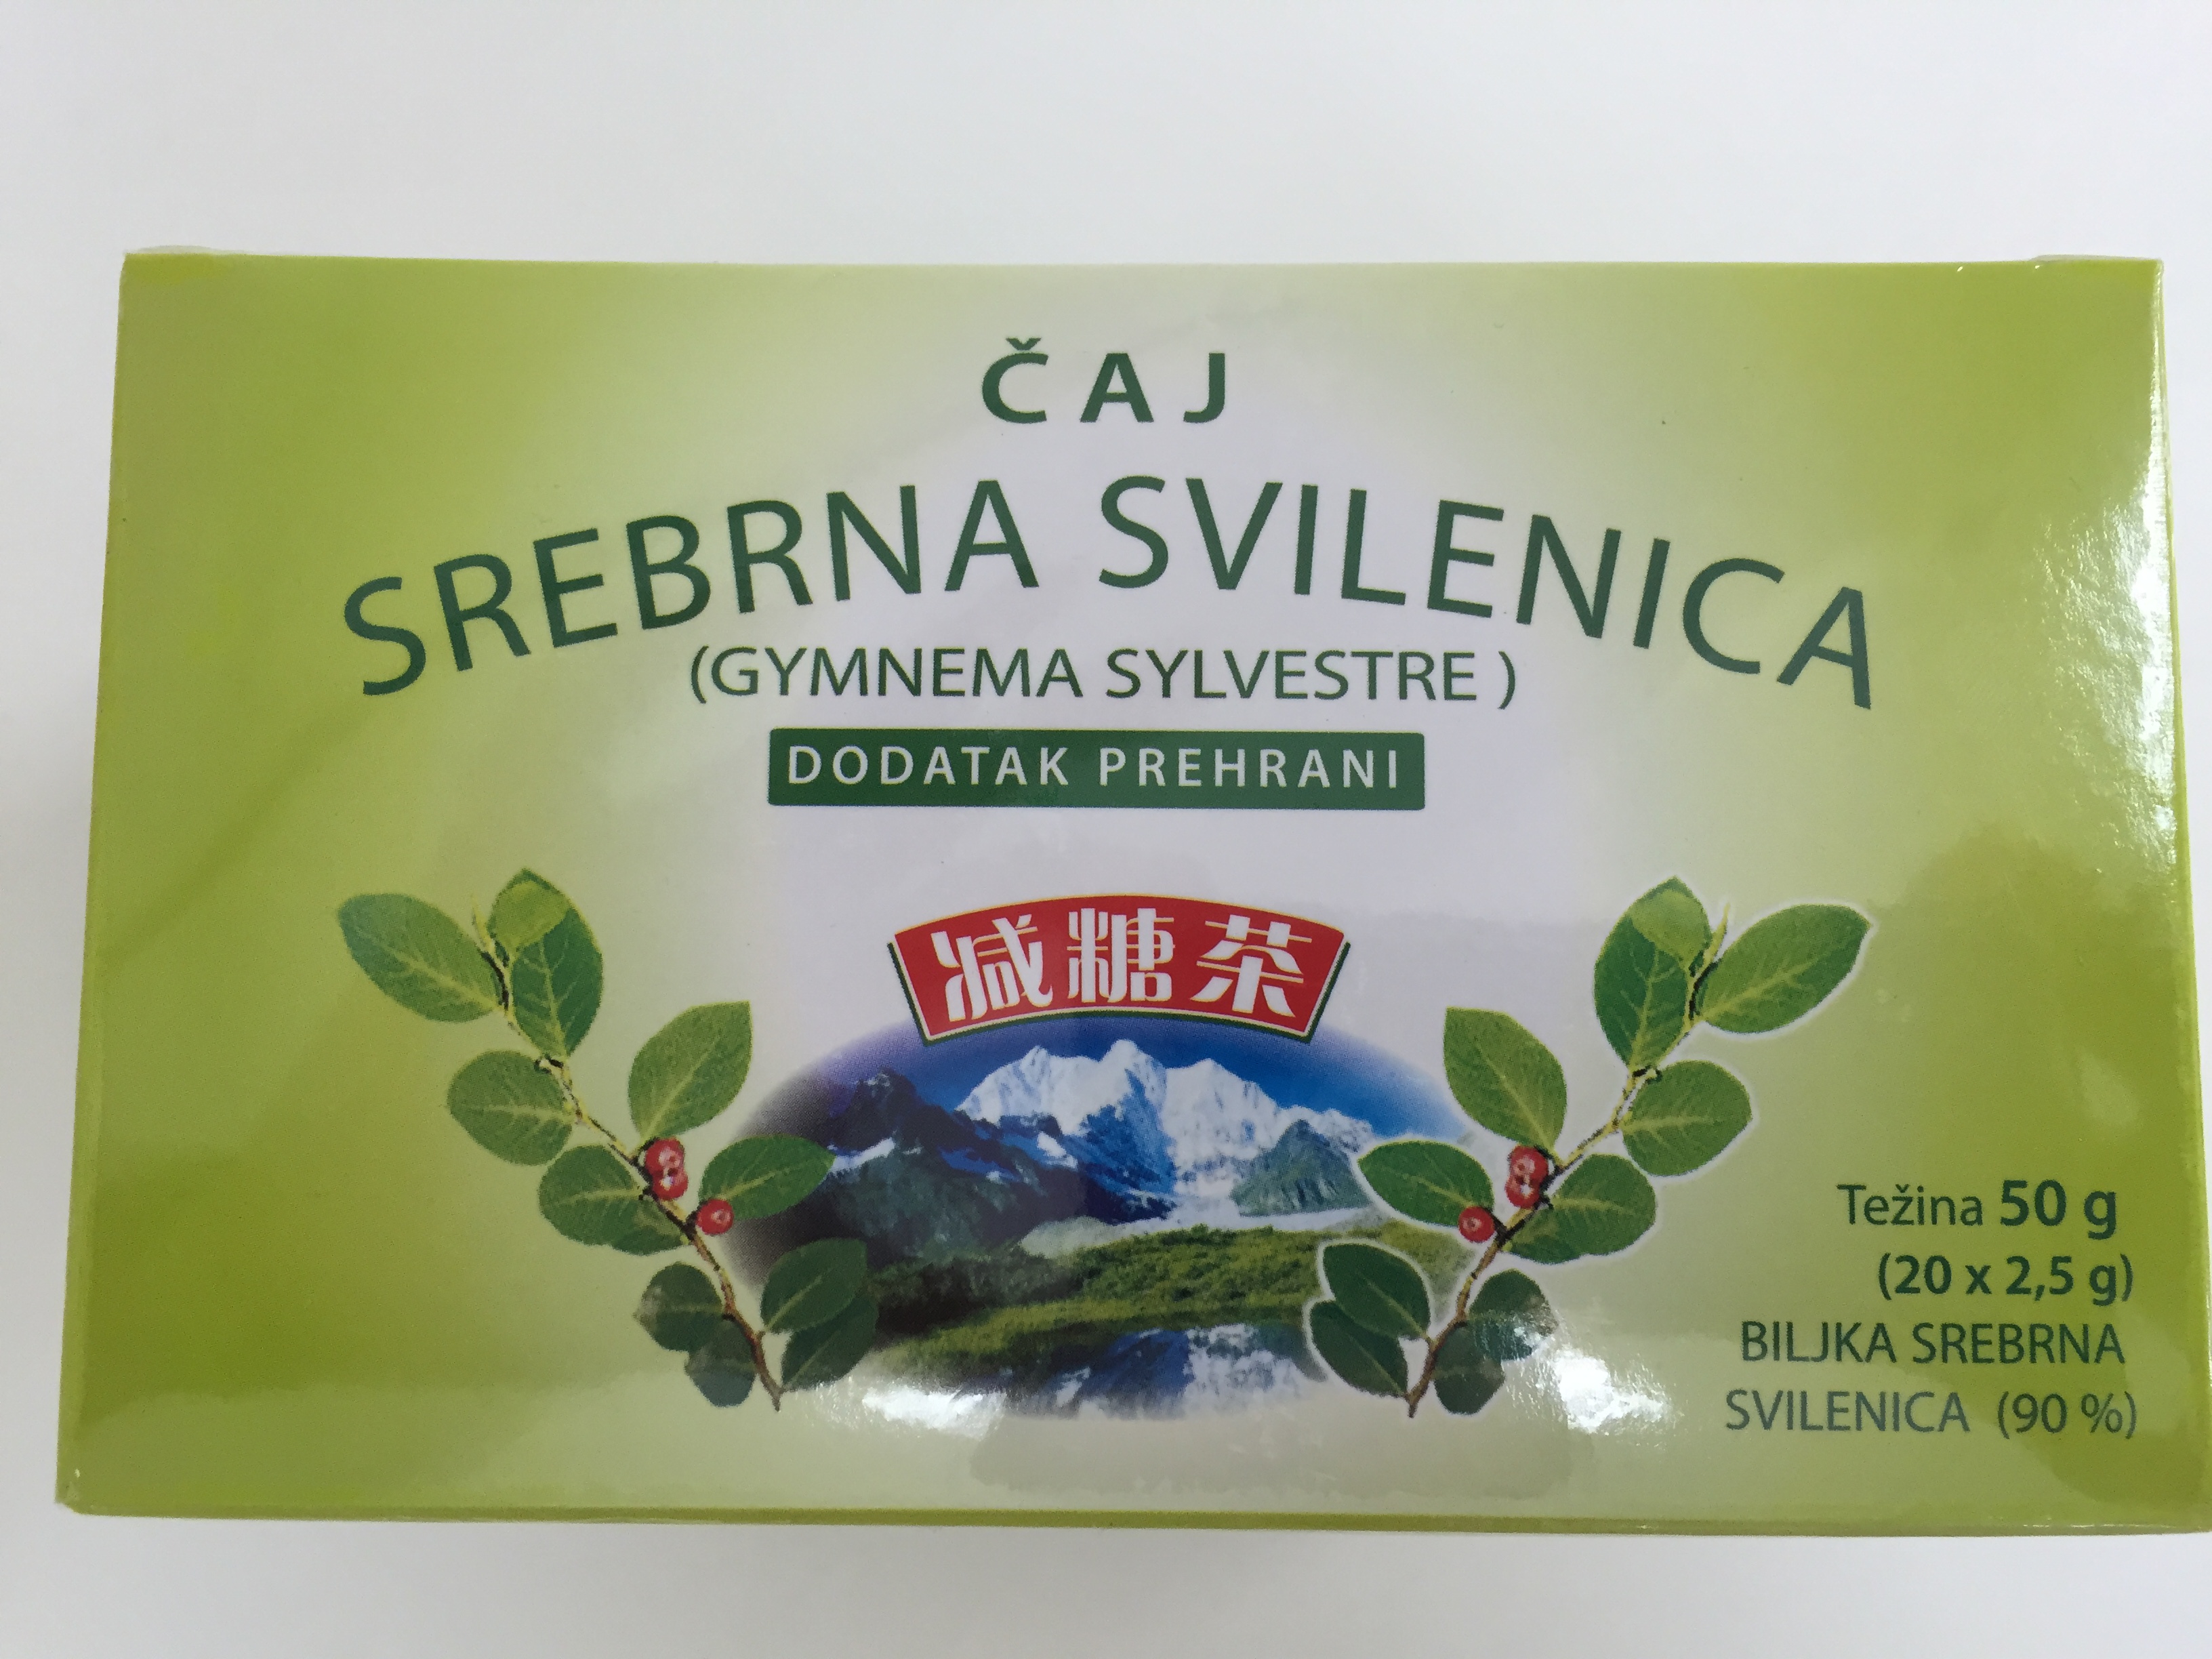 ČAJ
SREBRNA SVILENICA
(GYMNEMA SYLVESTRE )
DODATAK PREHRANI
减糖茶
Težina 50 g
(20 x 2,5 g)
BILJKA SREBRNA
SVILENICA (90 %)